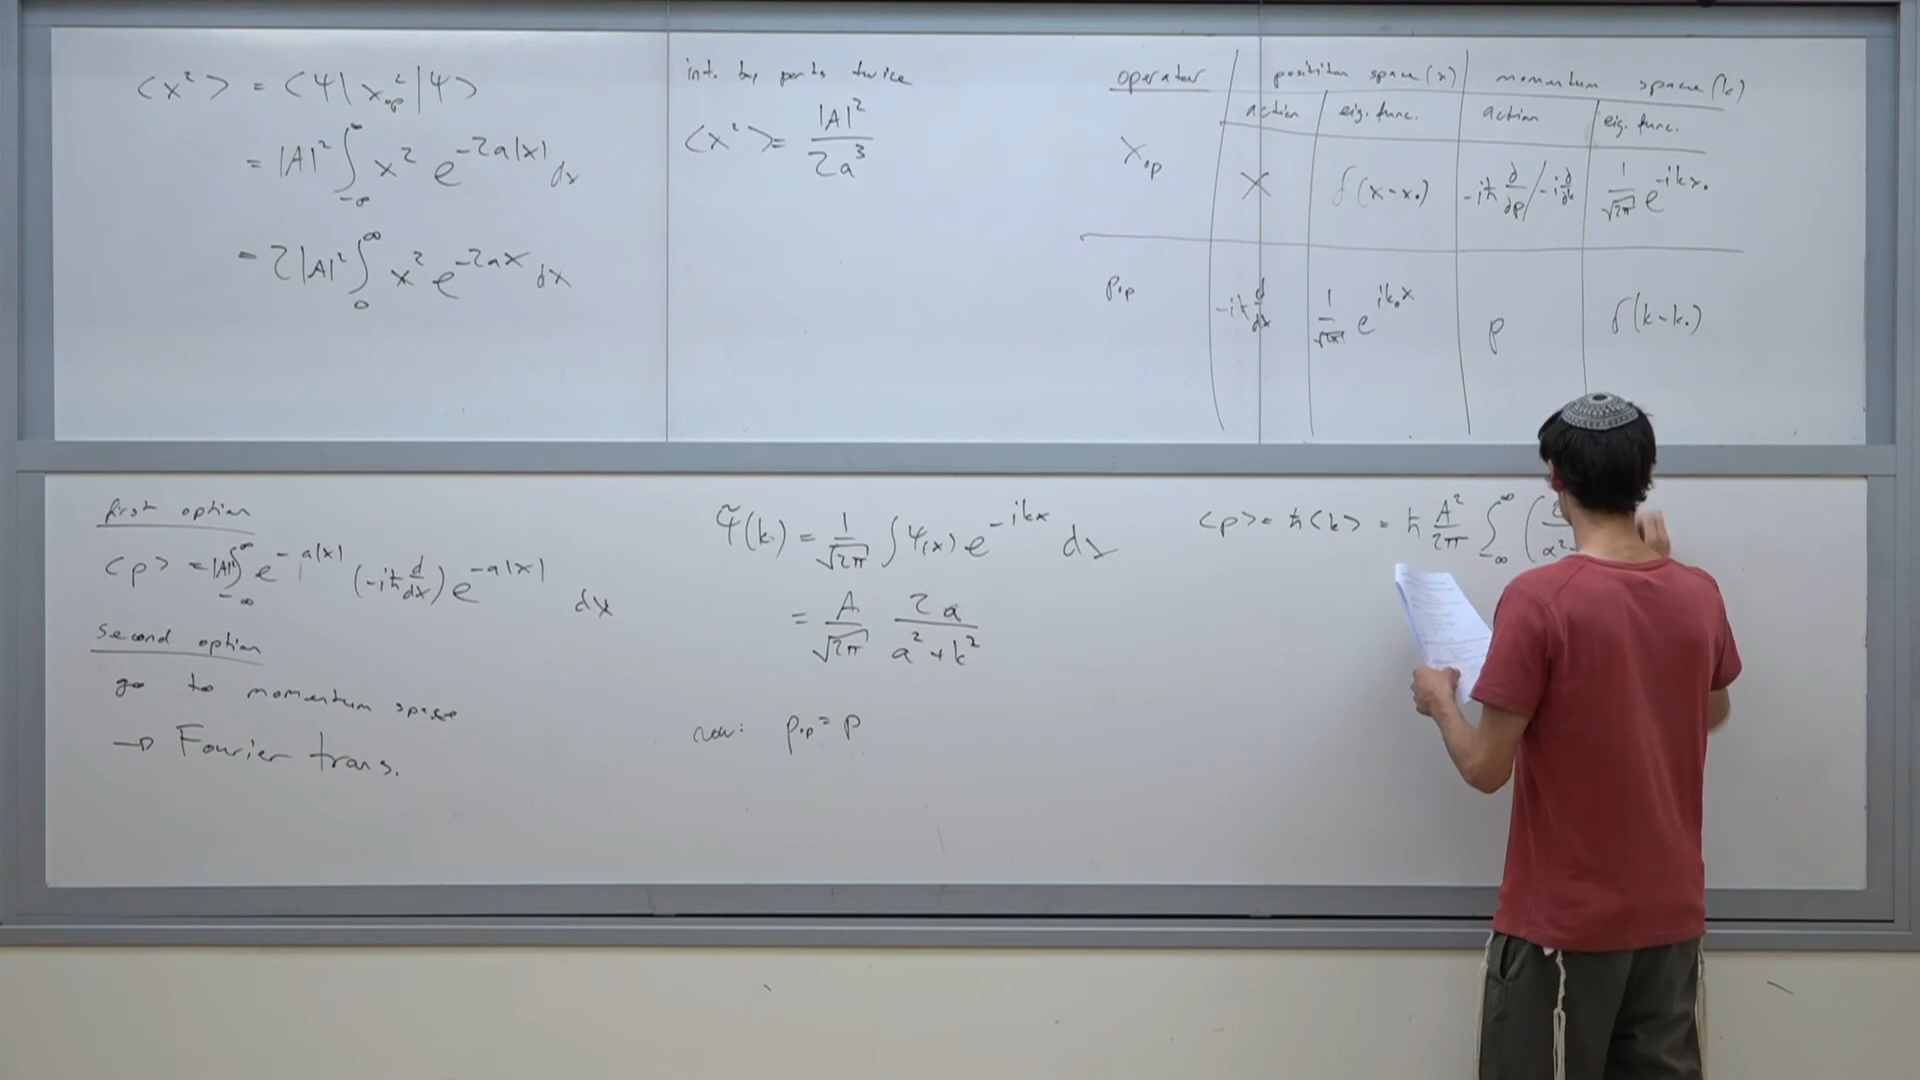 <x²> = <Ψ| x²op |Ψ>
= |A|² ∫_{-∞}^{∞} x² e^{-2a|x|} dx
= 2|A|² ∫_0^∞ x² e^{-2ax} dx
int. by parts twice
<x²> = |A|² / 2a³
operator | position space (x) | momentum space (k)
action | eig. func. | action | eig. func.
X_op | x | δ(x-x₀) | -iħ ∂/∂p / -i ∂/∂k | 1/√2π e^{-ikx₀}
p_op | -iħ d/dx | 1/√2π e^{ik₀x} | p | δ(k-k₀)
first option
<p> = |A|² ∫_{-∞}^{∞} e^{-a|x|} (-iħ d/dx) e^{-a|x|} dx
second option
go to momentum space
→ Fourier trans.
Ψ̃(k) = 1/√2π ∫ Ψ(x) e^{-ikx} dx
= A/√2π 2a/(a²+k²)
now: p_op = p
<p> = ħ<k> = ħ A²/2π ∫_{-∞}^{∞} (